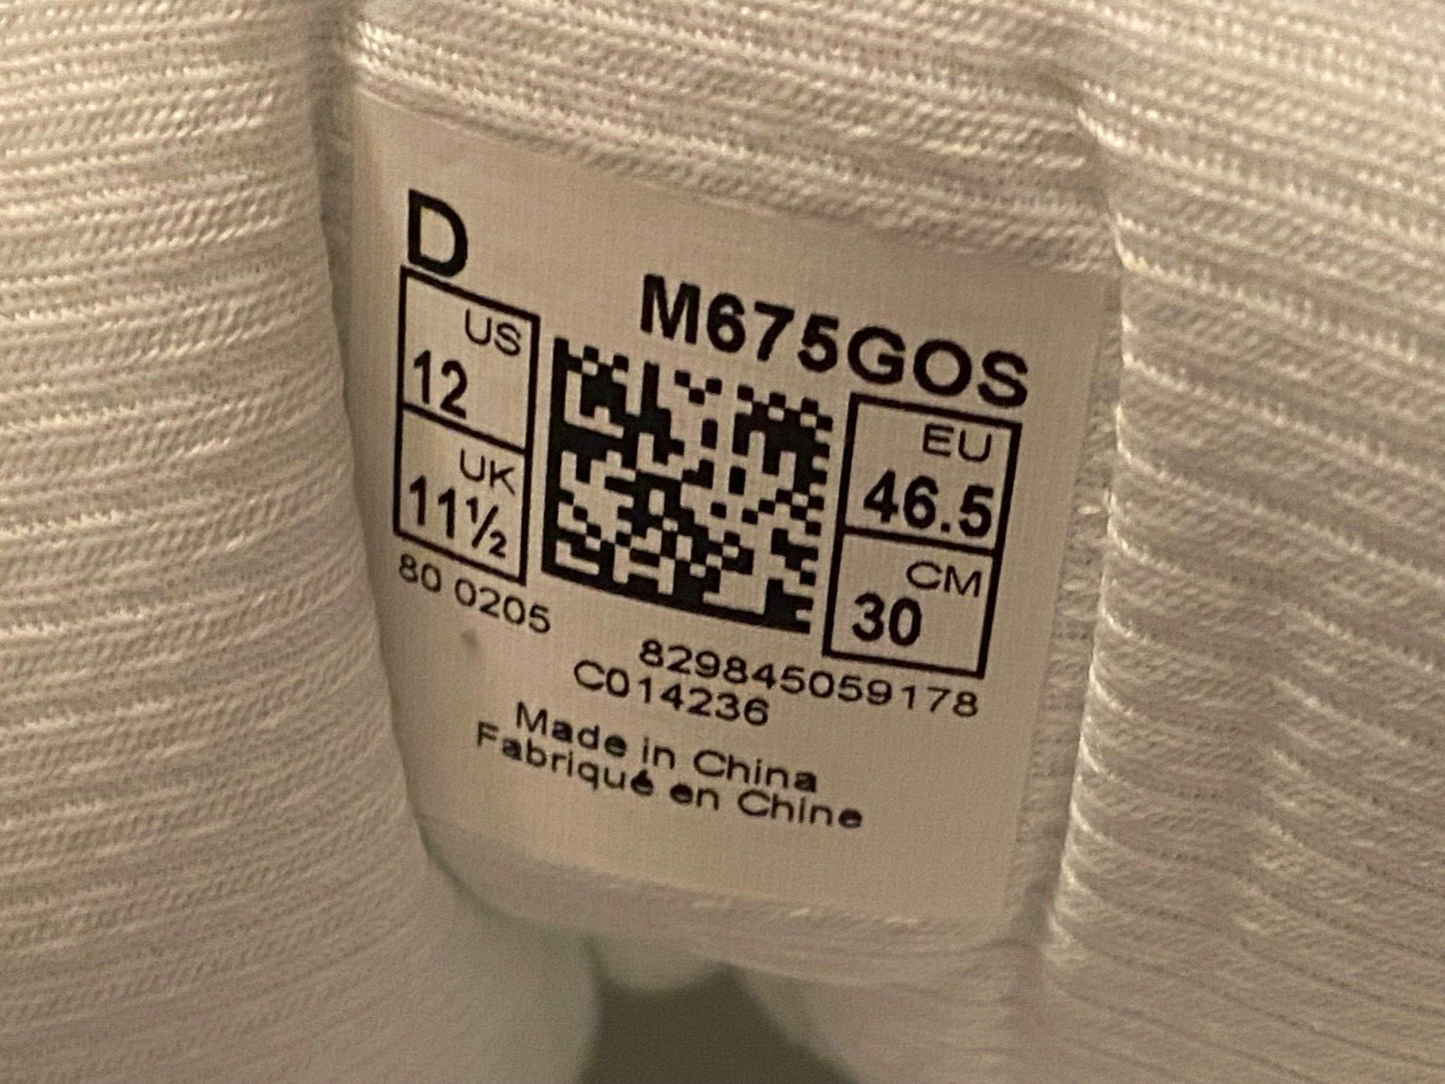 D
M675GOS
US
12
UK
11½
EU
46.5
CM
30
80 0205
829845059178
C014236
Made in China
Fabriqué en Chine